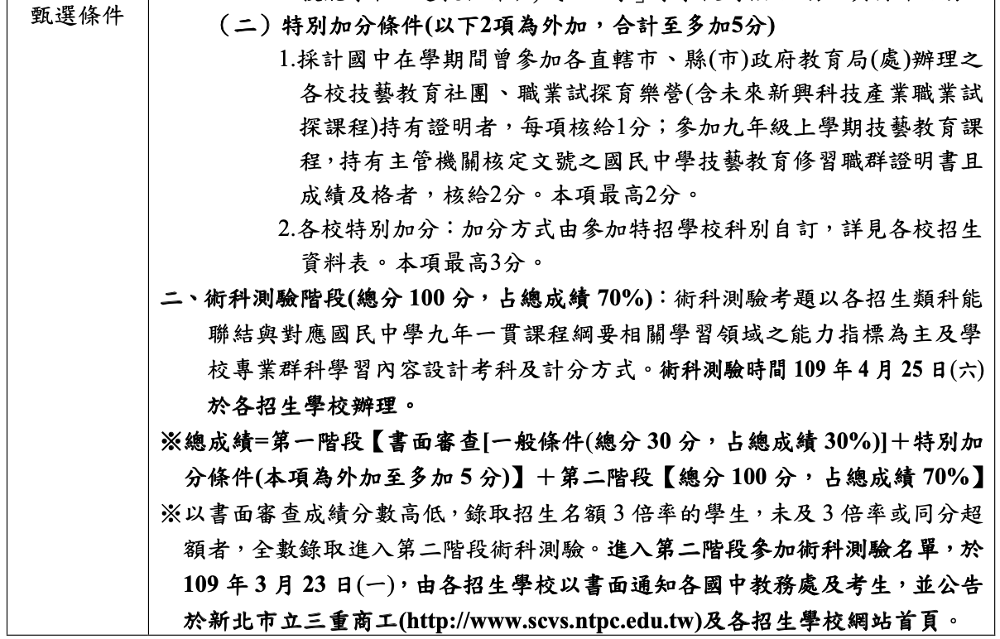 甄選條件
（二）特別加分條件(以下2項為外加，合計至多加5分)
1.採計國中在學期間曾參加各直轄市、縣(市)政府教育局(處)辦理之
各校技藝教育社團、職業試探育樂營(含未來新興科技產業職業試
探課程)持有證明者，每項核給1分；參加九年級上學期技藝教育課
程，持有主管機關核定文號之國民中學技藝教育修習職群證明書且
成績及格者，核給2分。本項最高2分。
2.各校特別加分：加分方式由參加特招學校科別自訂，詳見各校招生
資料表。本項最高3分。
二、術科測驗階段(總分 100 分，占總成績 70%)：術科測驗考題以各招生類科能
聯結與對應國民中學九年一貫課程綱要相關學習領域之能力指標為主及學
校專業群科學習內容設計考科及計分方式。術科測驗時間 109 年 4 月 25 日(六)
於各招生學校辦理。
※總成績=第一階段【書面審查[一般條件(總分 30 分，占總成績 30%)]＋特別加
分條件(本項為外加至多加 5 分)】＋第二階段【總分 100 分，占總成績 70%】
※以書面審查成績分數高低，錄取招生名額 3 倍率的學生，未及 3 倍率或同分超
額者，全數錄取進入第二階段術科測驗。進入第二階段參加術科測驗名單，於
109 年 3 月 23 日(一)，由各招生學校以書面通知各國中教務處及考生，並公告
於新北市立三重商工(http://www.scvs.ntpc.edu.tw)及各招生學校網站首頁。